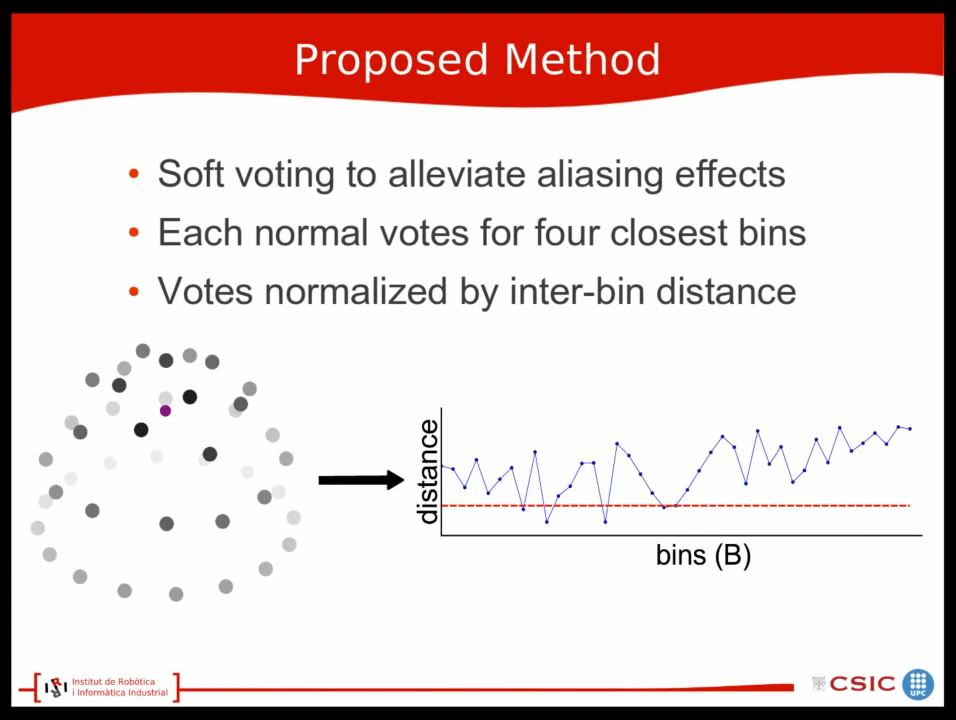 Proposed Method
Soft voting to alleviate aliasing effects
Each normal votes for four closest bins
Votes normalized by inter-bin distance
distance
bins (B)
IRI
Institut de Robòtica
i Informàtica Industrial
CSIC
UPC